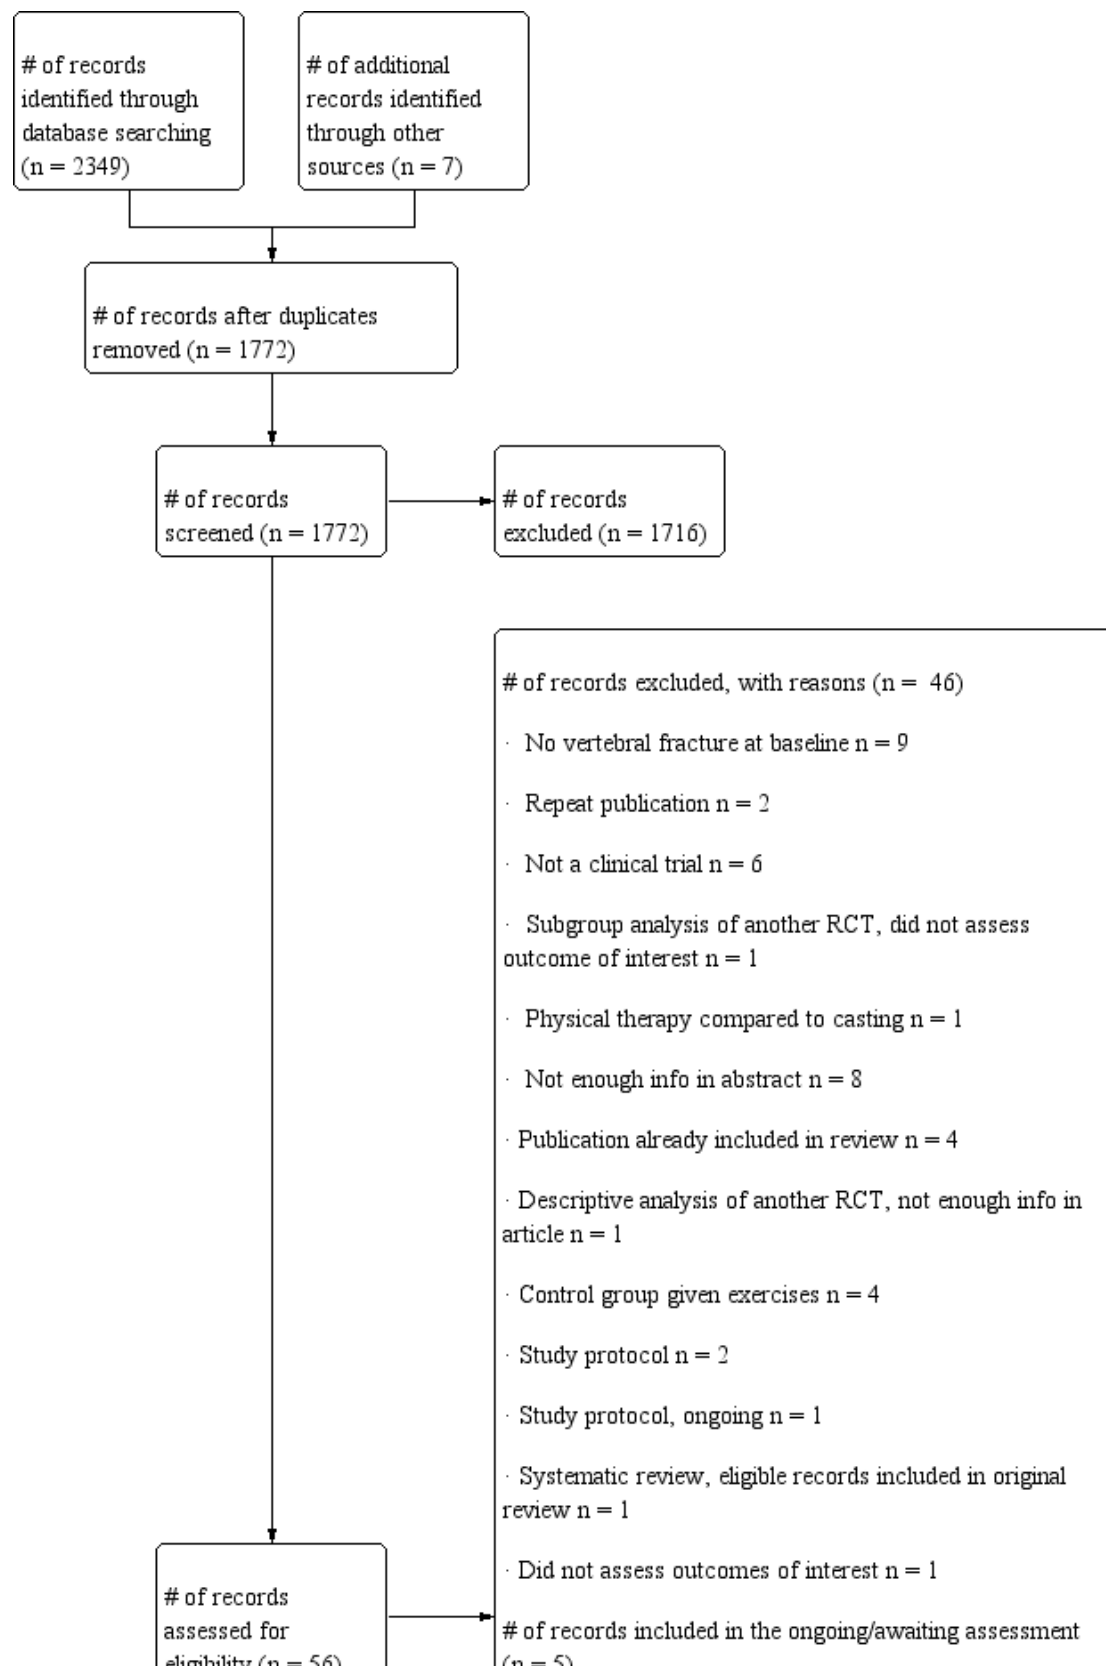 # of records
identified through
database searching
(n = 2349)
# of additional
records identified
through other
sources (n = 7)
# of records after duplicates
removed (n = 1772)
# of records
screened (n = 1772)
# of records
excluded (n = 1716)
# of records excluded, with reasons (n =  46)
· No vertebral fracture at baseline n = 9
· Repeat publication n = 2
· Not a clinical trial n = 6
· Subgroup analysis of another RCT, did not assess
outcome of interest n = 1
· Physical therapy compared to casting n = 1
· Not enough info in abstract n = 8
· Publication already included in review n = 4
· Descriptive analysis of another RCT, not enough info in
article n = 1
· Control group given exercises n = 4
· Study protocol n = 2
· Study protocol, ongoing n = 1
· Systematic review, eligible records included in original
review n = 1
· Did not assess outcomes of interest n = 1
# of records included in the ongoing/awaiting assessment
(n = 5)
# of records
assessed for
eligibility (n = 56)